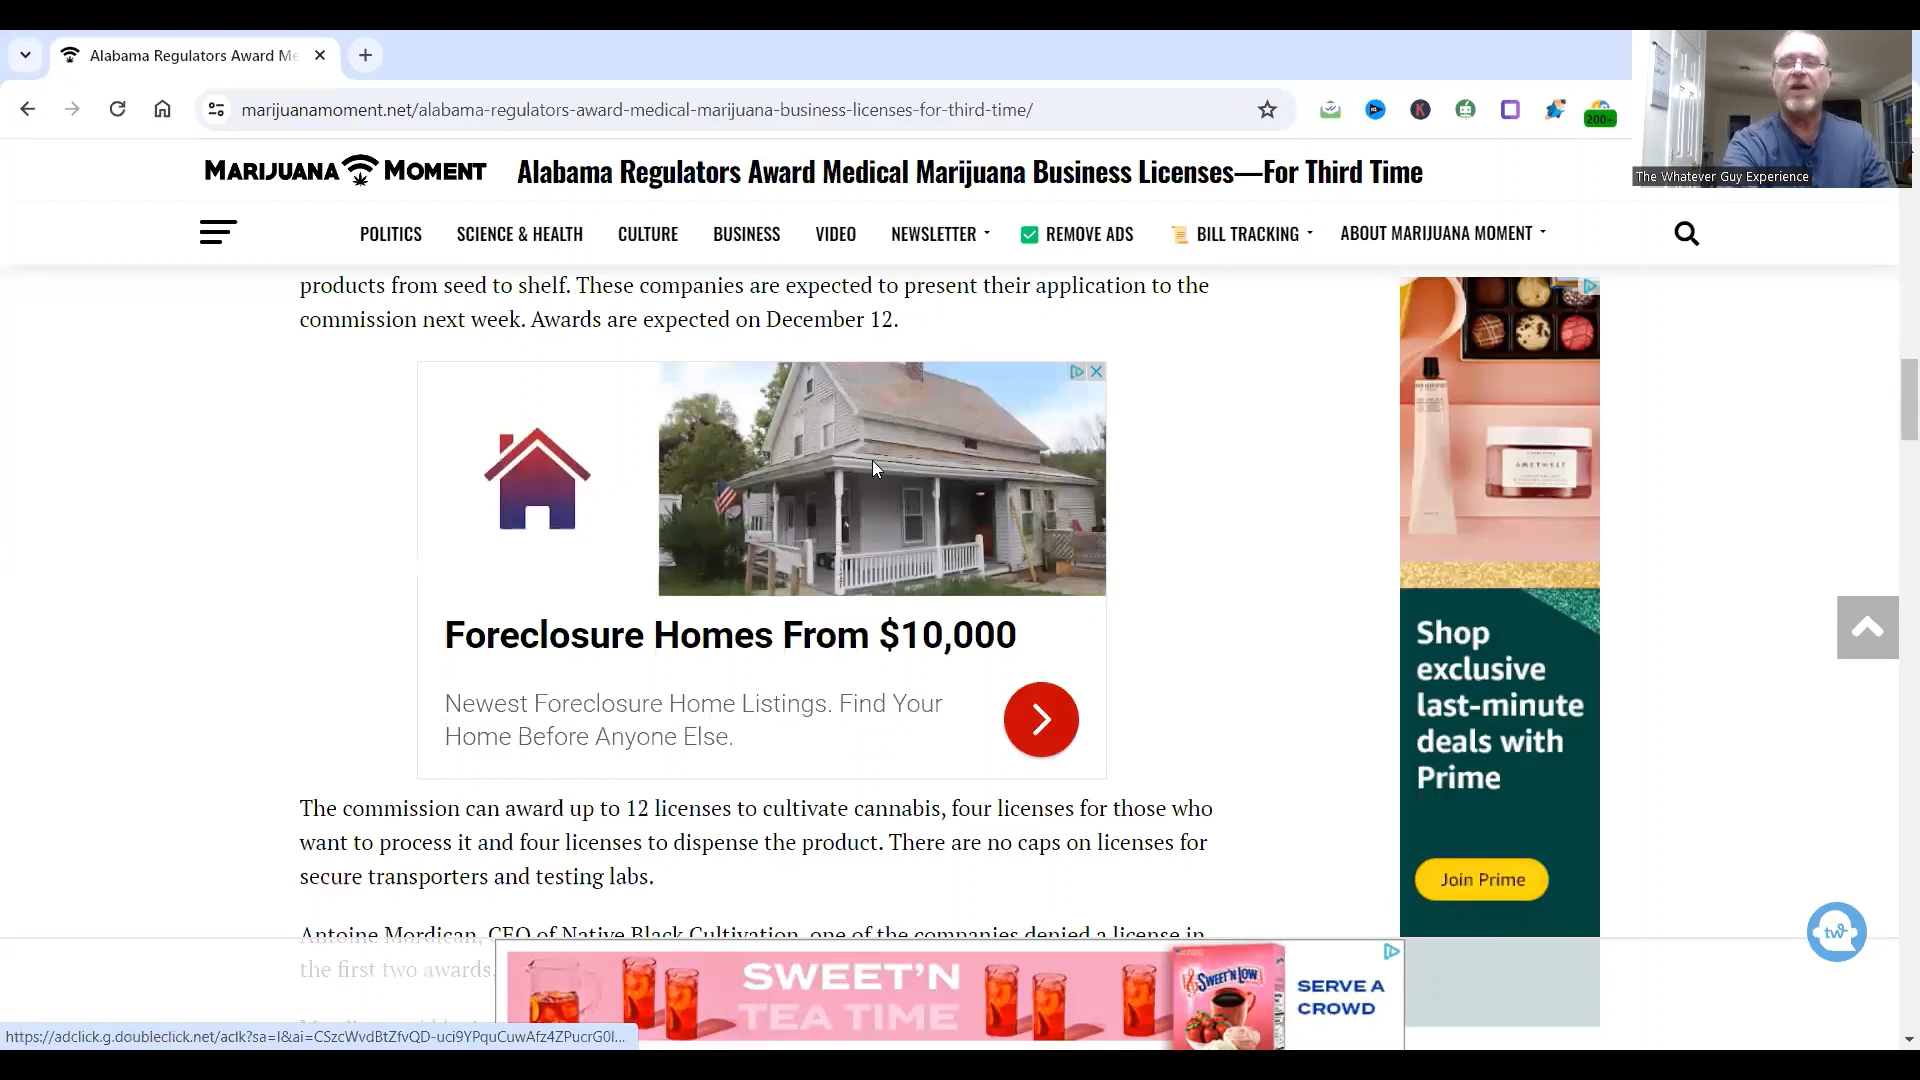 Alabama Regulators Award Me
marijuanamoment.net/alabama-regulators-award-medical-marijuana-business-licenses-for-third-time/
200+
The Whatever Guy Experience
MARIJUANA MOMENT
Alabama Regulators Award Medical Marijuana Business Licenses—For Third Time
POLITICS SCIENCE & HEALTH CULTURE BUSINESS VIDEO NEWSLETTER REMOVE ADS BILL TRACKING ABOUT MARIJUANA MOMENT
products from seed to shelf. These companies are expected to present their application to the
commission next week. Awards are expected on December 12.
Foreclosure Homes From $10,000
Newest Foreclosure Home Listings. Find Your
Home Before Anyone Else.
AMETHYST
Shop
exclusive
last-minute
deals with
Prime
Join Prime
The commission can award up to 12 licenses to cultivate cannabis, four licenses for those who
want to process it and four licenses to dispense the product. There are no caps on licenses for
secure transporters and testing labs.
Antoine Mordican, CEO of Native Black Cultivation, one of the companies denied a license in
the first two awards,
SWEET'N
TEA TIME
Sweet'N Low
SERVE A
CROWD
tw
https://adclick.g.doubleclick.net/aclk?sa=l&ai=CSzcWvdBtZfvQD-uci9YPquCuwAfz4ZPucrG0I...